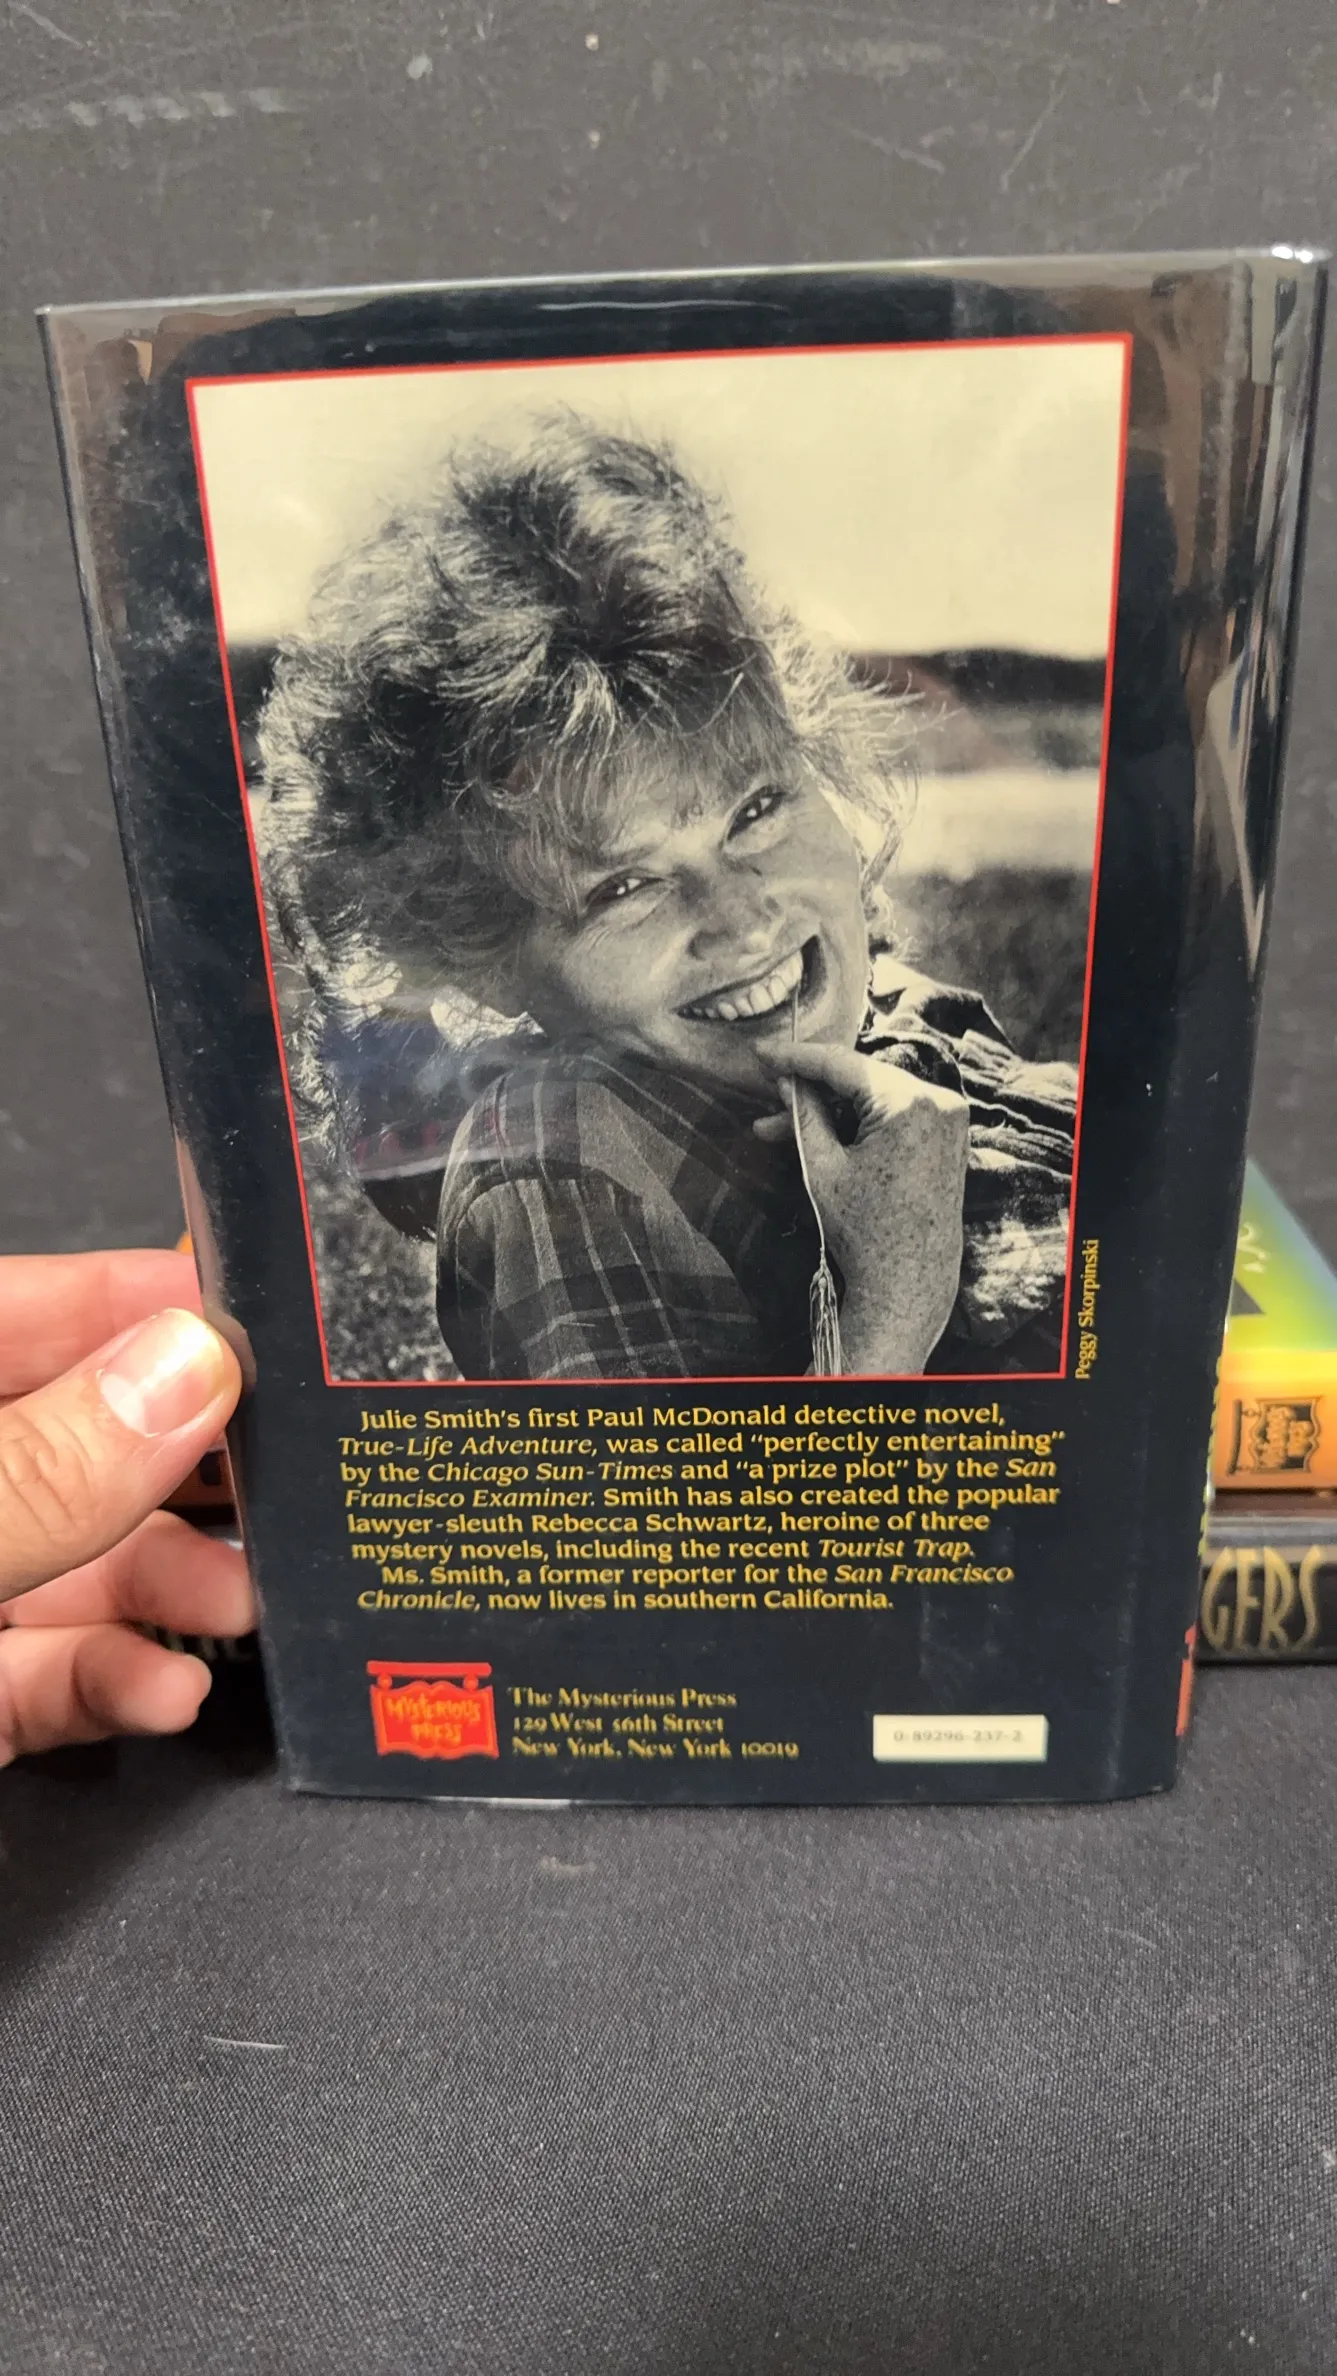 Peggy Skorpinski
Julie Smith's first Paul McDonald detective novel,
True-Life Adventure, was called "perfectly entertaining"
by the Chicago Sun-Times and "a prize plot" by the San
Francisco Examiner. Smith has also created the popular
lawyer-sleuth Rebecca Schwartz, heroine of three
mystery novels, including the recent Tourist Trap.
Ms. Smith, a former reporter for the San Francisco
Chronicle, now lives in southern California.
MYSTERIOUS
PRESS
The Mysterious Press
129 West 56th Street
New York, New York 10019
0-89296-237-2
GERS